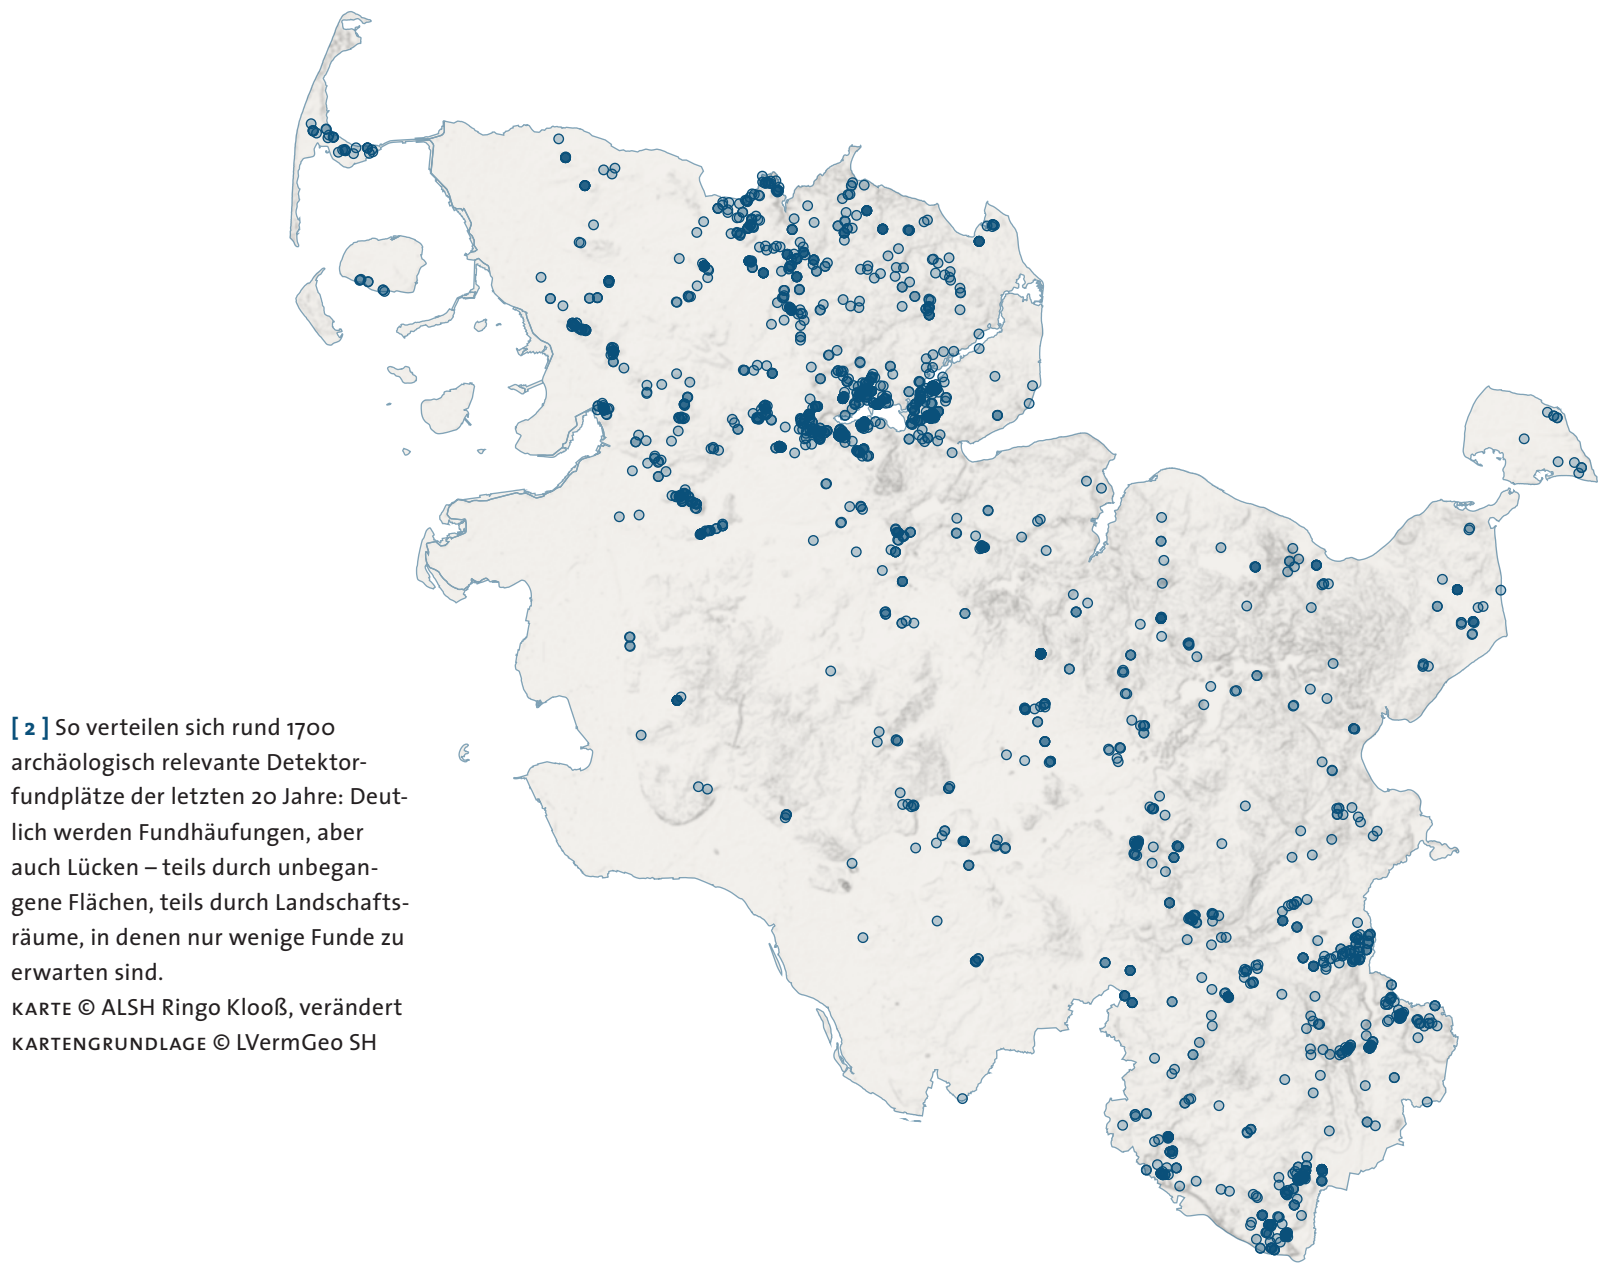 [ 2 ] So verteilen sich rund 1700
archäologisch relevante Detektor-
fundplätze der letzten 20 Jahre: Deut-
lich werden Fundhäufungen, aber
auch Lücken – teils durch unbegan-
gene Flächen, teils durch Landschafts-
räume, in denen nur wenige Funde zu
erwarten sind.
KARTE © ALSH Ringo Klooß, verändert
KARTENGRUNDLAGE © LVermGeo SH